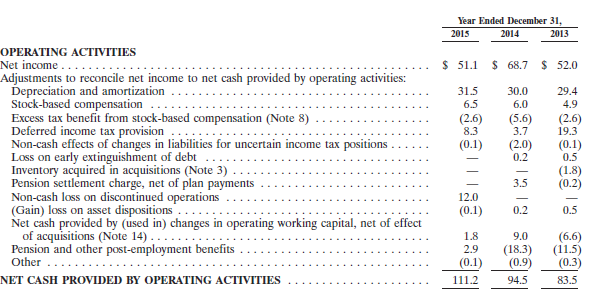 Year Ended December 31,
2015 2014 2013
OPERATING ACTIVITIES
Net income . . . . . . . . . . . . . . . . . . . . $ 51.1 $ 68.7 $ 52.0
Adjustments to reconcile net income to net cash provided by operating activities:
Depreciation and amortization . . . . . . . . . . 31.5 30.0 29.4
Stock-based compensation . . . . . . . . . . 6.5 6.0 4.9
Excess tax benefit from stock-based compensation (Note 8) . . . . . . . . . . (2.6) (5.6) (2.6)
Deferred income tax provision . . . . . . . . . . 8.3 3.7 19.3
Non-cash effects of changes in liabilities for uncertain income tax positions . . . . . . (0.1) (2.0) (0.1)
Loss on early extinguishment of debt . . . . . . . . . . — 0.2 0.5
Inventory acquired in acquisitions (Note 3) . . . . . . . . . . — — (1.8)
Pension settlement charge, net of plan payments . . . . . . . . . . — 3.5 (0.2)
Non-cash loss on discontinued operations . . . . . . . . . . 12.0 — —
(Gain) loss on asset dispositions . . . . . . . . . . (0.1) 0.2 0.5
Net cash provided by (used in) changes in operating working capital, net of effect
of acquisitions (Note 14) . . . . . . . . . . 1.8 9.0 (6.6)
Pension and other post-employment benefits . . . . . . . . . . 2.9 (18.3) (11.5)
Other . . . . . . . . . . (0.1) (0.9) (0.3)
NET CASH PROVIDED BY OPERATING ACTIVITIES . . . . . . . . . . 111.2 94.5 83.5